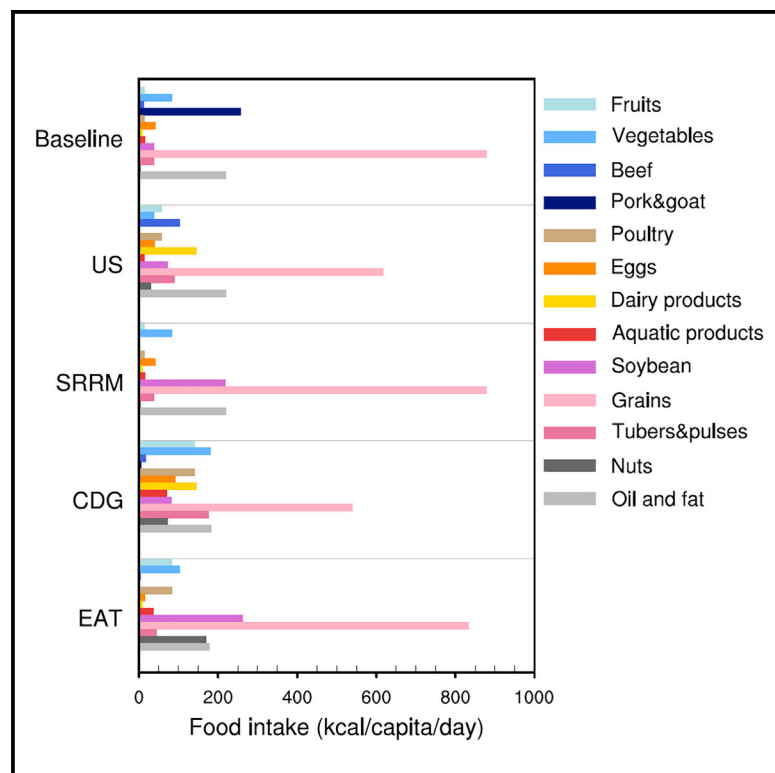 Baseline
US
SRRM
CDG
EAT
0 200 400 600 800 1000
Food intake (kcal/capita/day)
Fruits
Vegetables
Beef
Pork&goat
Poultry
Eggs
Dairy products
Aquatic products
Soybean
Grains
Tubers&pulses
Nuts
Oil and fat